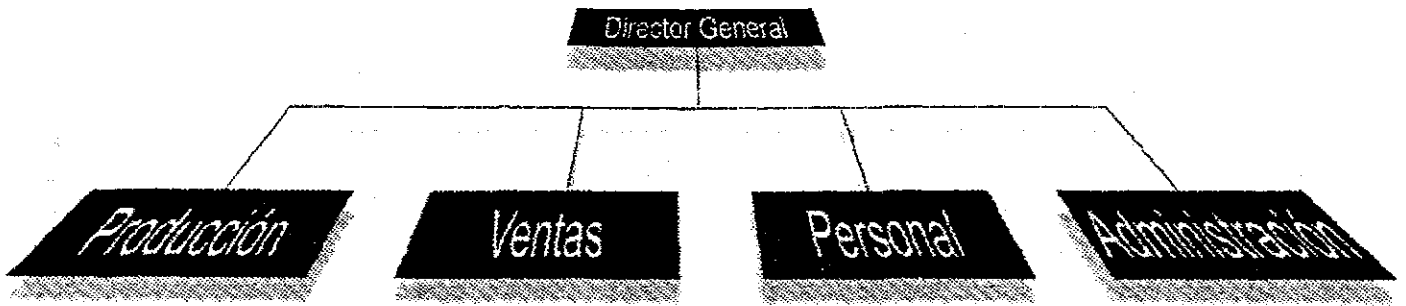 Director General
Producción
Ventas
Personal
Administración